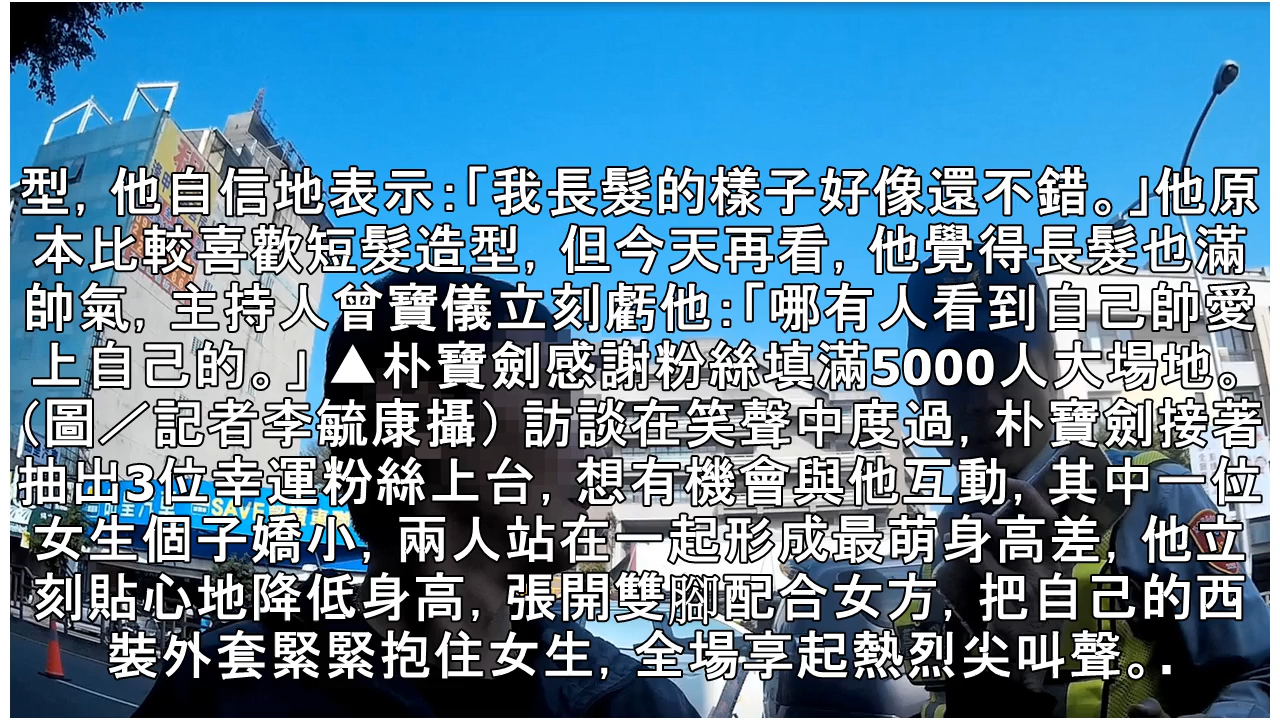 型, 他自信地表示:「我長髮的樣子好像還不錯。」他原
本比較喜歡短髮造型, 但今天再看, 他覺得長髮也滿
帥氣, 主持人曾寶儀立刻虧他:「哪有人看到自己帥愛
上自己的。」 ▲朴寶劍感謝粉絲填滿5000人大場地。
(圖／記者李毓康攝) 訪談在笑聲中度過, 朴寶劍接著
抽出3位幸運粉絲上台, 想有機會與他互動, 其中一位
女生個子嬌小, 兩人站在一起形成最萌身高差, 他立
刻貼心地降低身高, 張開雙腳配合女方, 把自己的西
裝外套緊緊抱住女生, 全場享起熱烈尖叫聲。.